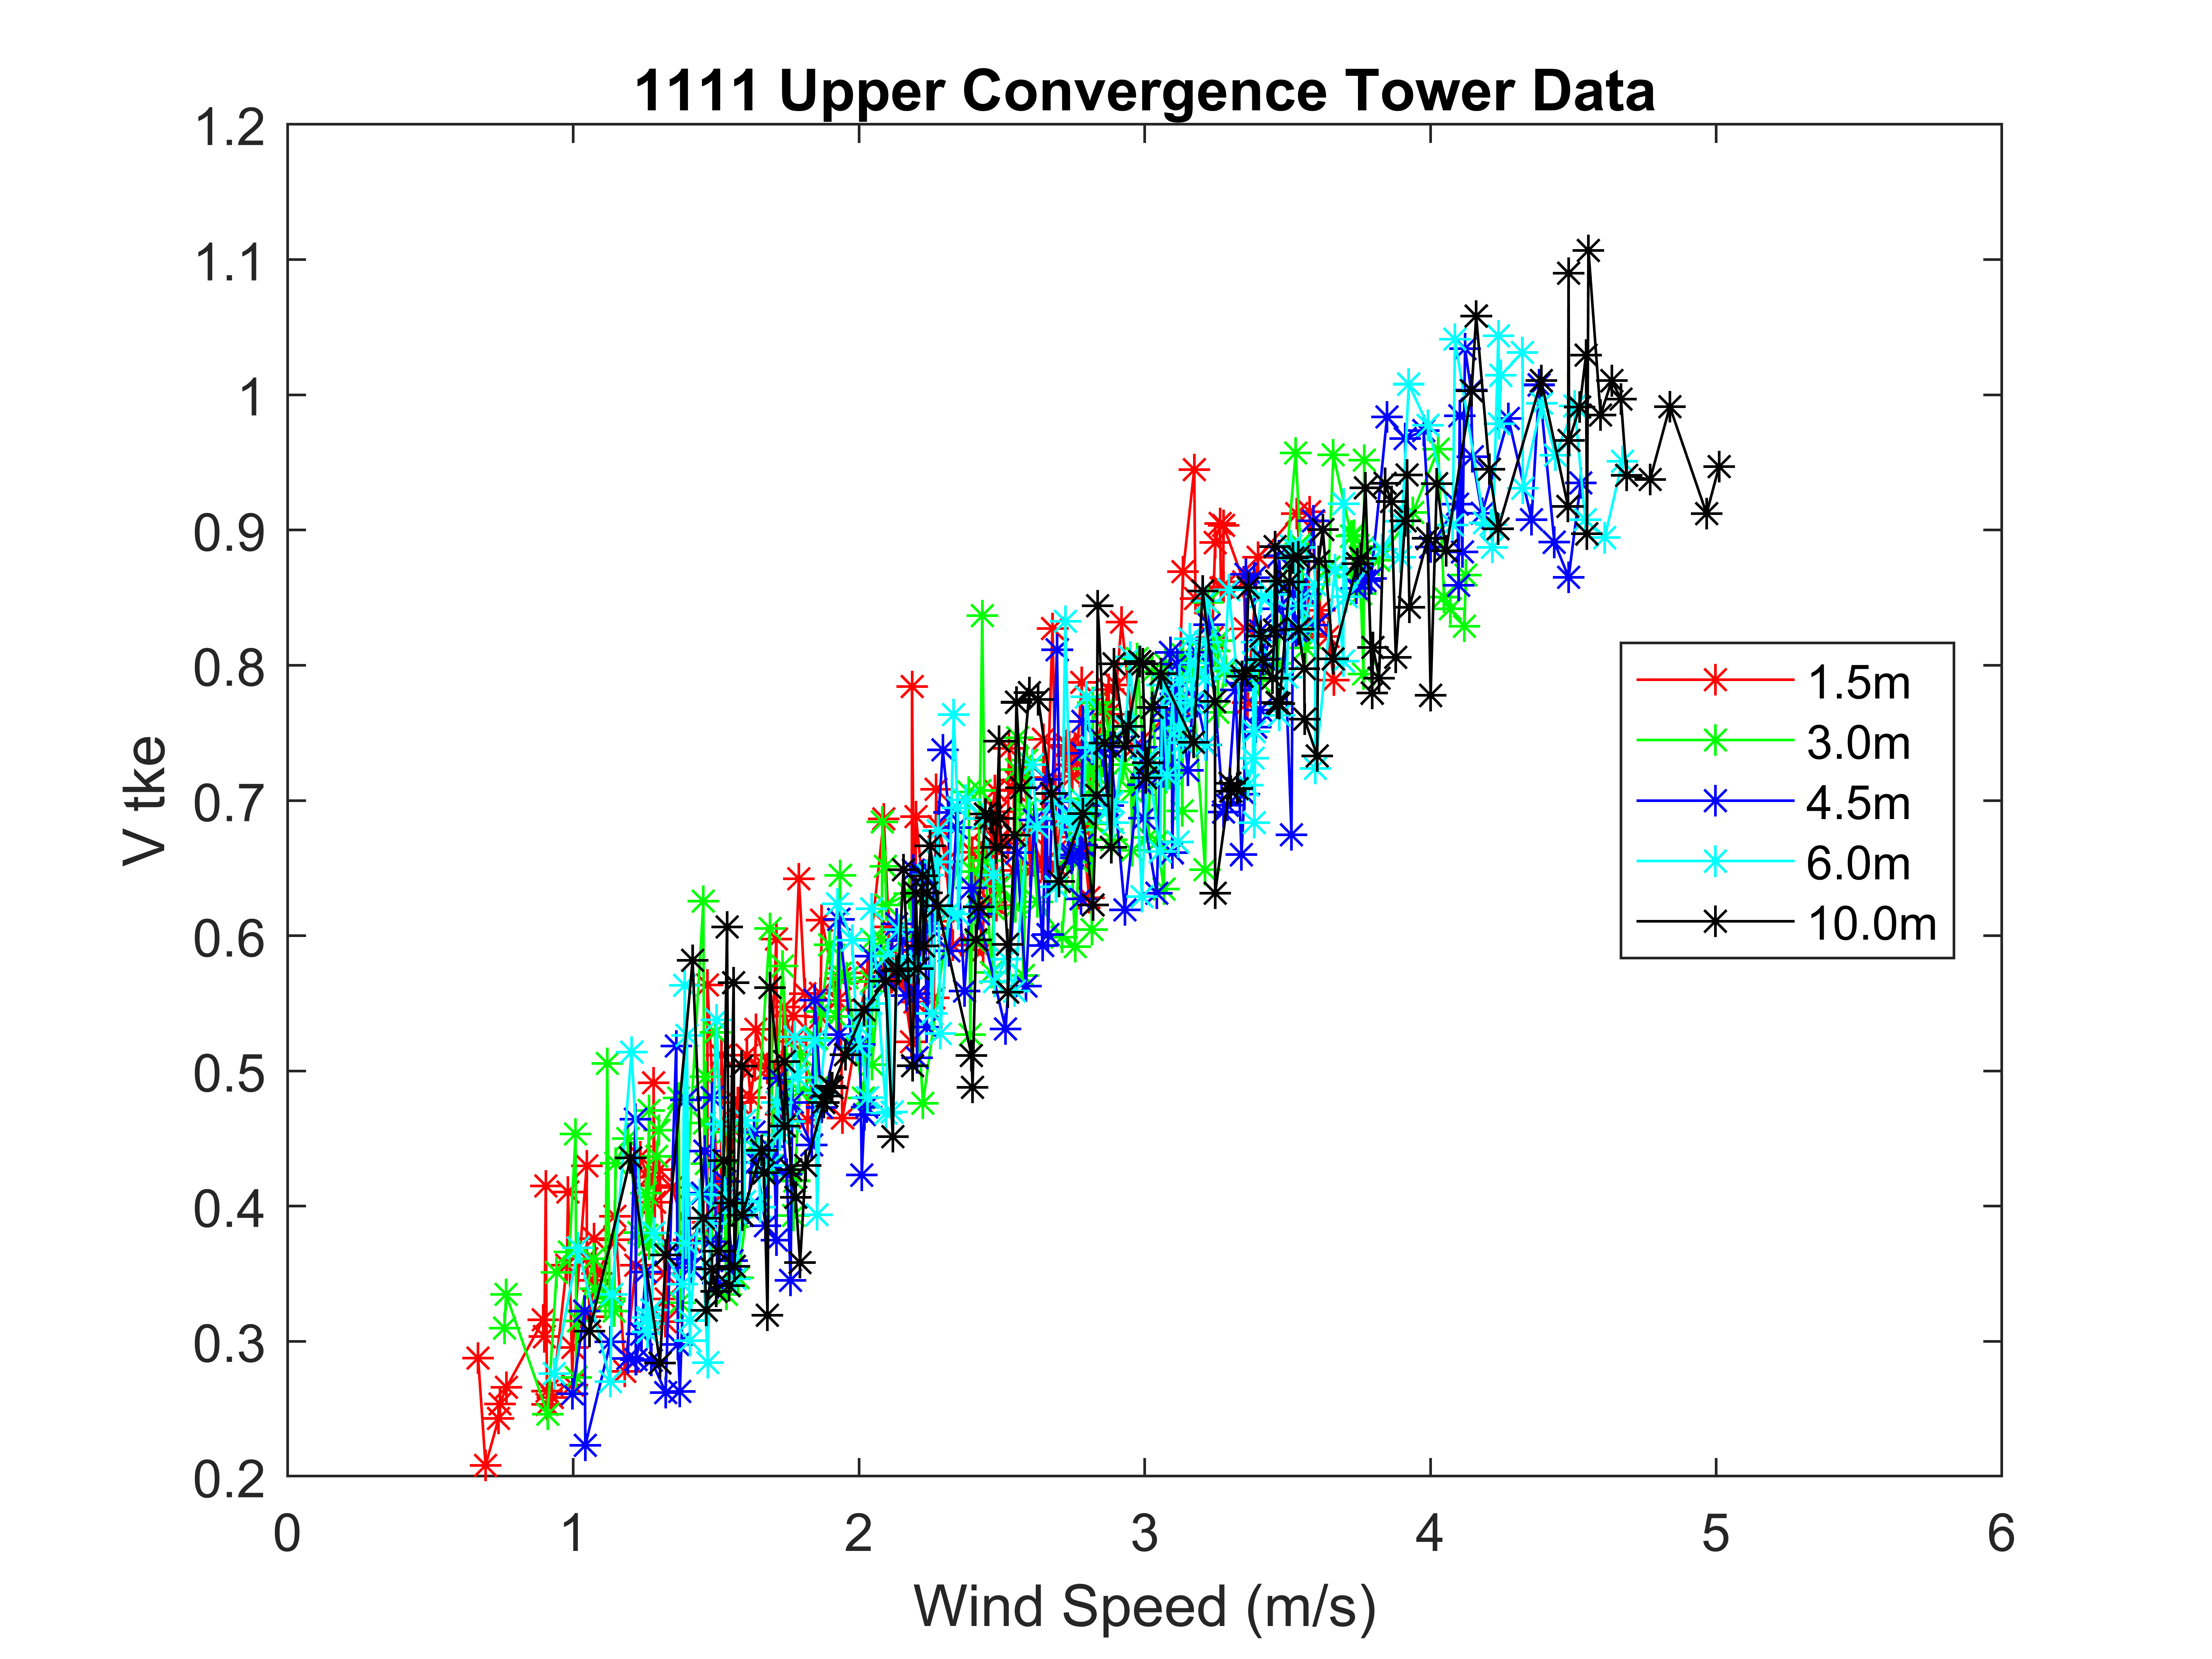 1111 Upper Convergence Tower Data
1.2
1.1
1
0.9
0.8
0.7
0.6
0.5
0.4
0.3
0.2
V tke
1.5m
3.0m
4.5m
6.0m
10.0m
0 1 2 3 4 5 6
Wind Speed (m/s)